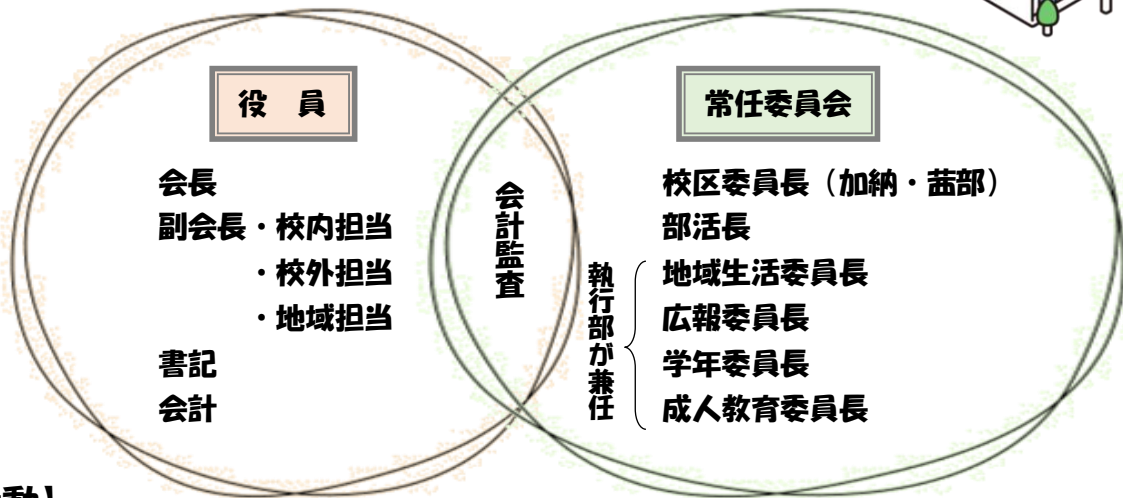 役 員
会長
副会長・校内担当
・校外担当
・地域担当
書記
会計
会計監査
常任委員会
校区委員長（加納・茜部）
部活長
地域生活委員長
広報委員長
学年委員長
成人教育委員長
執行部が兼任
動】